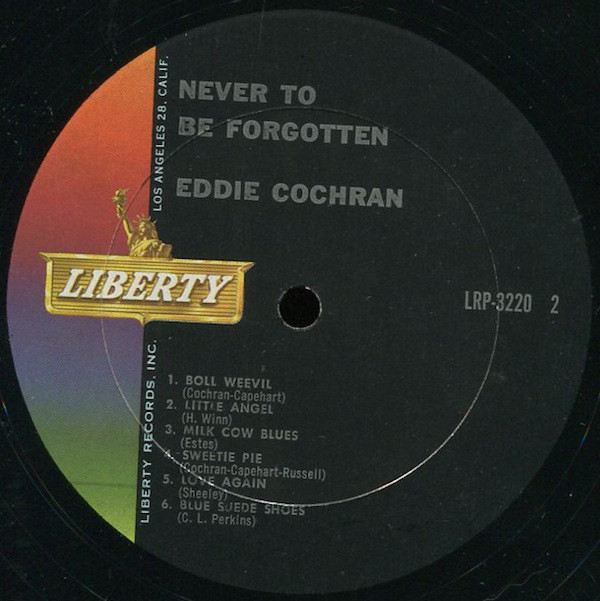 NEVER TO
BE FORGOTTEN
EDDIE COCHRAN
LOS ANGELES 28, CALIF.
LIBERTY
LRP-3220 2
LIBERTY RECORDS, INC.
1. BOLL WEEVIL
(Cochran-Capehart)
2. LITTLE ANGEL
(H. Winn)
3. MILK COW BLUES
(Estes)
4. SWEETIE PIE
(Cochran-Capehart-Russell)
5. LOVE AGAIN
(Sheeley)
6. BLUE SUEDE SHOES
(C. L. Perkins)